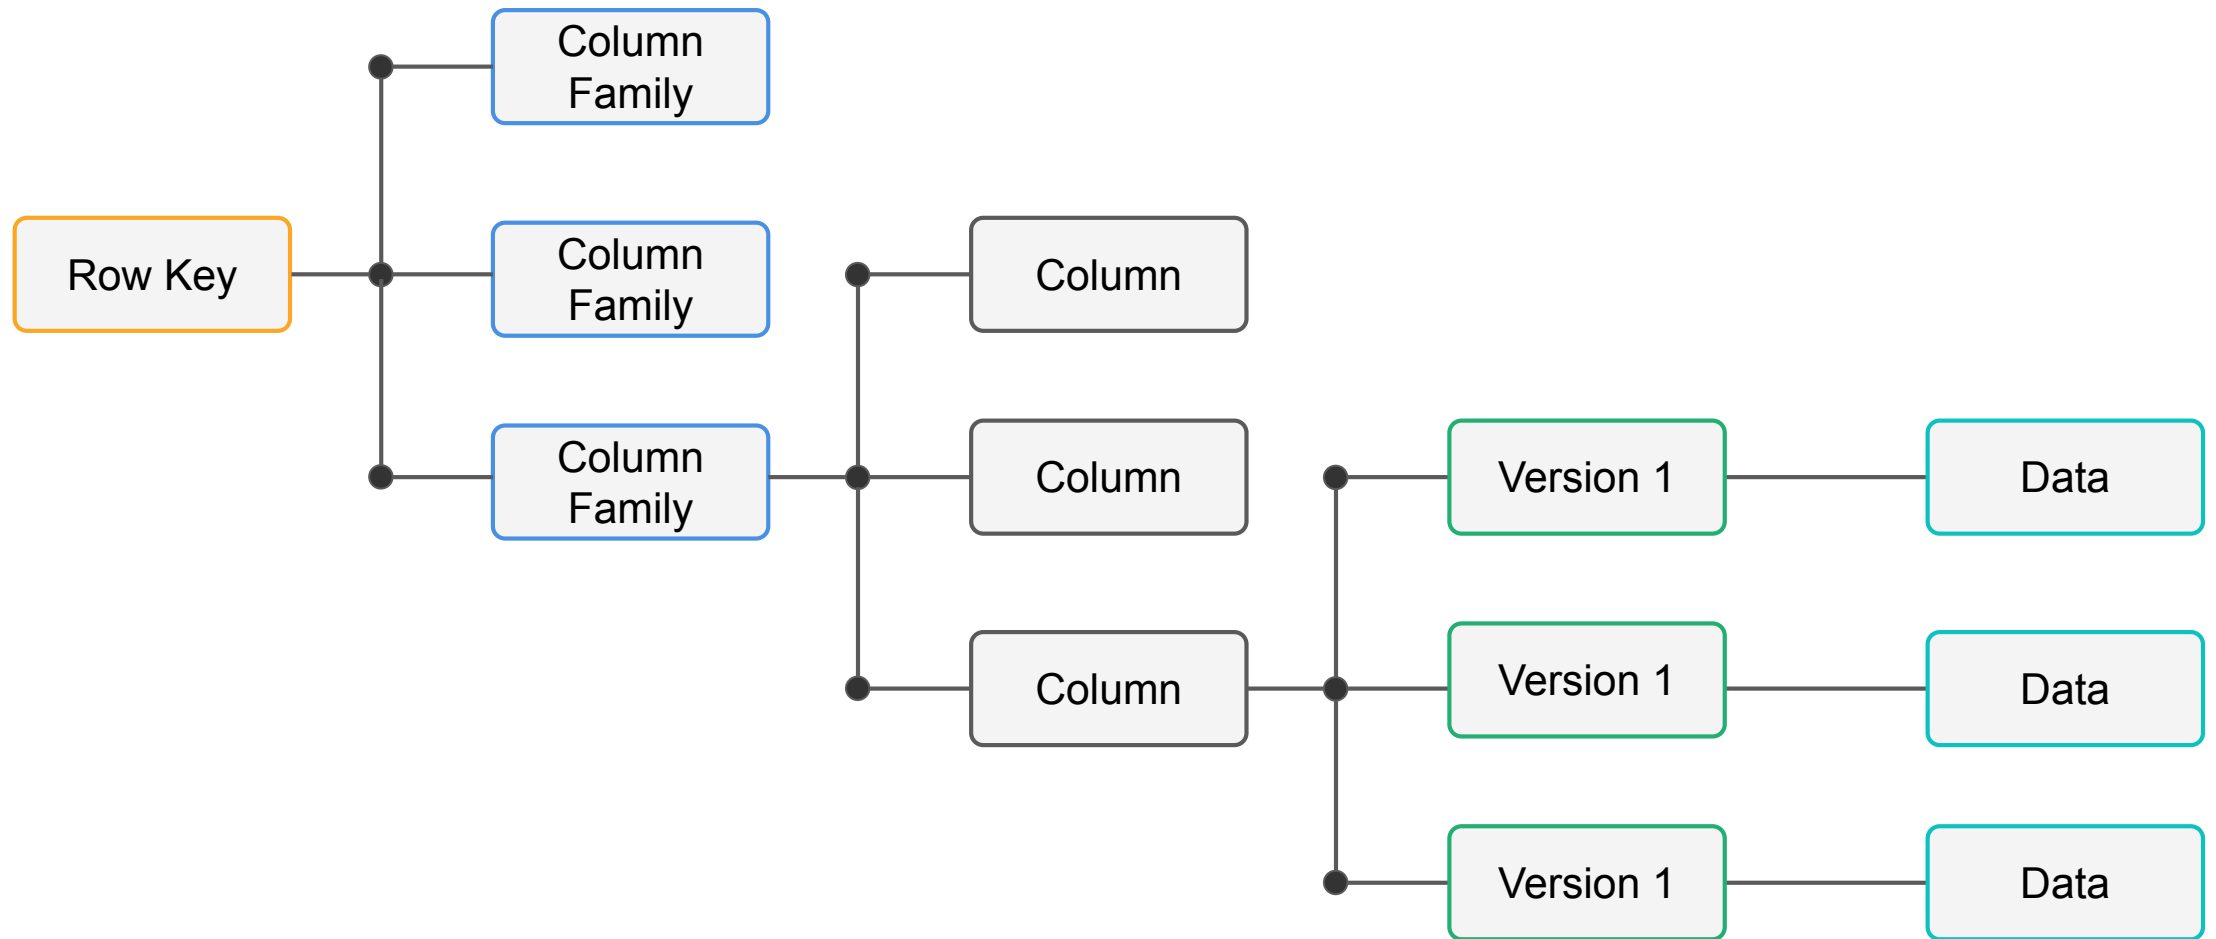 Column
Family
Row Key
Column
Family
Column
Column
Family
Column
Version 1
Data
Column
Version 1
Data
Version 1
Data